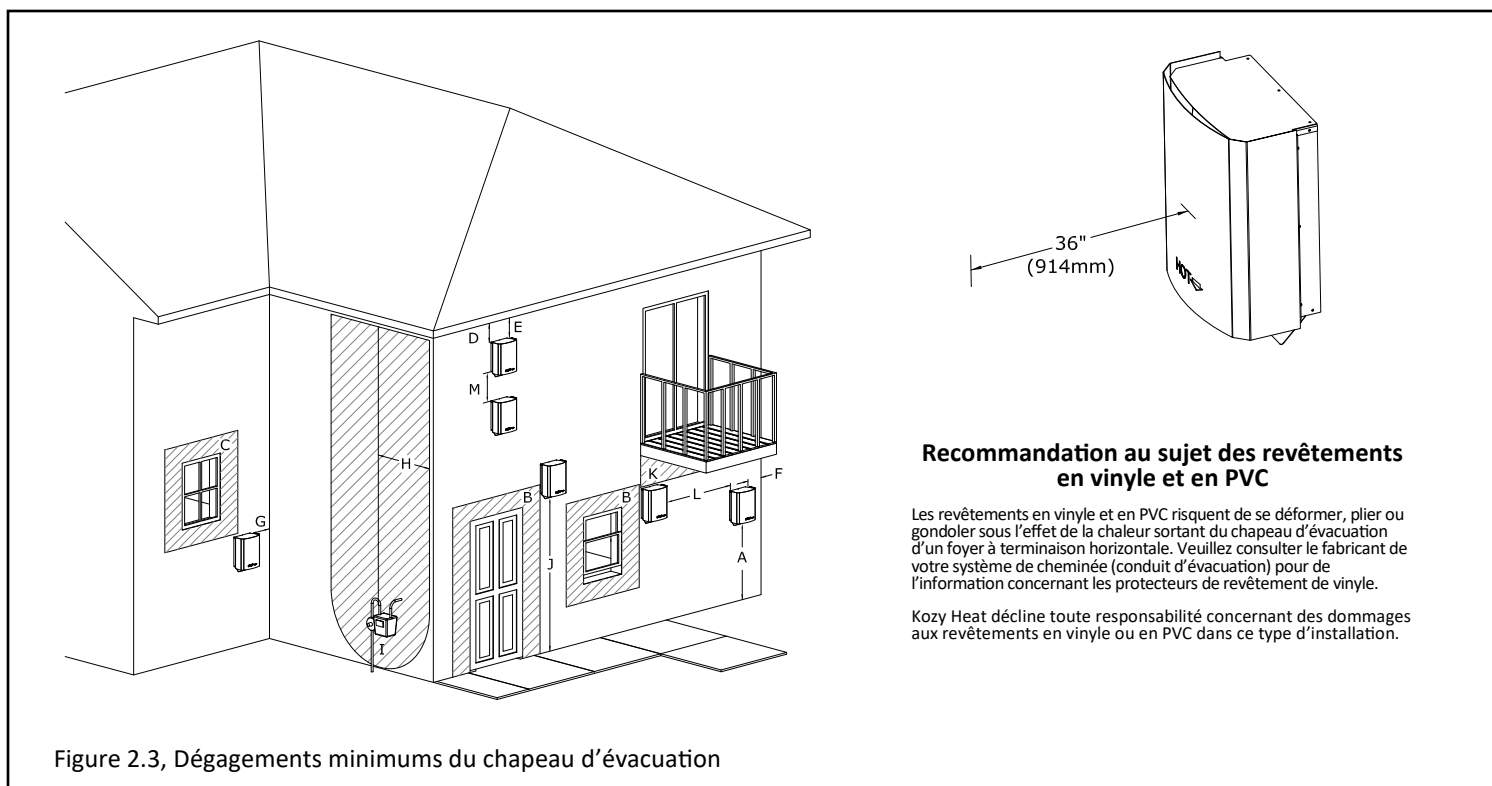 D
E
M
C
H
G
I
B
J
B
K
L
F
A
36"
(914mm)
HOT
Recommandation au sujet des revêtements
en vinyle et en PVC
Les revêtements en vinyle et en PVC risquent de se déformer, plier ou
gondoler sous l’effet de la chaleur sortant du chapeau d’évacuation
d’un foyer à terminaison horizontale. Veuillez consulter le fabricant de
votre système de cheminée (conduit d’évacuation) pour de
l’information concernant les protecteurs de revêtement de vinyle.
Kozy Heat décline toute responsabilité concernant des dommages
aux revêtements en vinyle ou en PVC dans ce type d’installation.
Figure 2.3, Dégagements minimums du chapeau d’évacuation